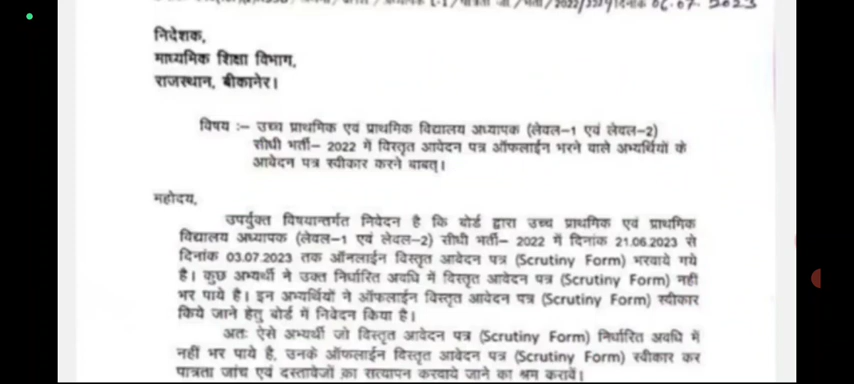 2022/2214 दिनांक 06.07.2023
निदेशक,
माध्यमिक शिक्षा विभाग,
राजस्थान, बीकानेर।
विषय :– उच्च प्राथमिक एवं प्राथमिक विद्यालय अध्यापक (लेवल–1 एवं लेवल–2)
सीधी भर्ती– 2022 में विस्तृत आवेदन पत्र ऑफलाईन भरने वाले अभ्यर्थियों के
आवेदन पत्र स्वीकार करने बाबत्।
महोदय,
उपर्युक्त विषयान्तर्गत निवेदन है कि बोर्ड द्वारा उच्च प्राथमिक एवं प्राथमिक
विद्यालय अध्यापक (लेवल–1 एवं लेवल–2) सीधी भर्ती– 2022 में दिनांक 21.06.2023 से
दिनांक 03.07.2023 तक ऑनलाईन विस्तृत आवेदन पत्र (Scrutiny Form) भरवाये गये
है। कुछ अभ्यर्थी ने उक्त निर्धारित अवधि में विस्तृत आवेदन पत्र (Scrutiny Form) नही
भर पाये है। इन अभ्यर्थियों ने ऑफलाईन विस्तृत आवेदन पत्र (Scrutiny Form) स्वीकार
किये जाने हेतु बोर्ड में निवेदन किया है।
अतः ऐसे अभ्यर्थी जो विस्तृत आवेदन पत्र (Scrutiny Form) निर्धारित अवधि में
नहीं भर पाये है, उनके ऑफलाईन विस्तृत आवेदन पत्र (Scrutiny Form) स्वीकार कर
पात्रता जांच एवं दस्तावेजों का सत्यापन करवाये जाने का श्रम करावें।